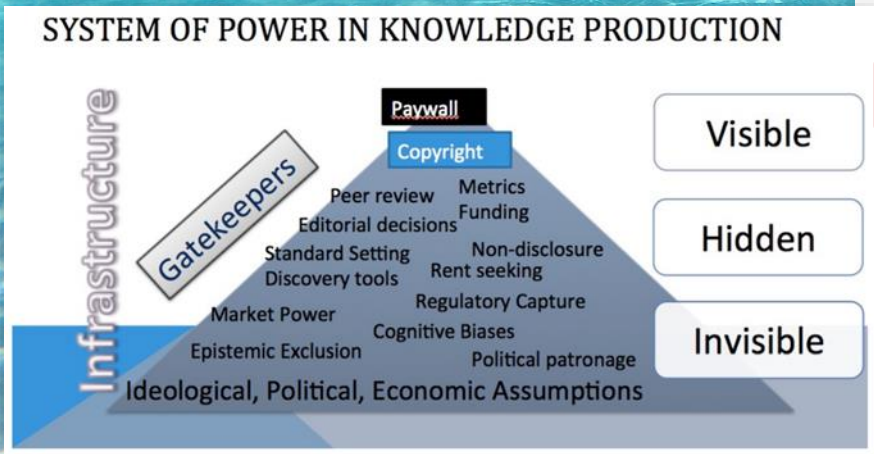 SYSTEM OF POWER IN KNOWLEDGE PRODUCTION
Infrastructure
Gatekeepers
Paywall
Copyright
Peer review
Metrics
Editorial decisions
Funding
Standard Setting
Non-disclosure
Discovery tools
Rent seeking
Market Power
Regulatory Capture
Cognitive Biases
Epistemic Exclusion
Political patronage
Ideological, Political, Economic Assumptions
Visible
Hidden
Invisible